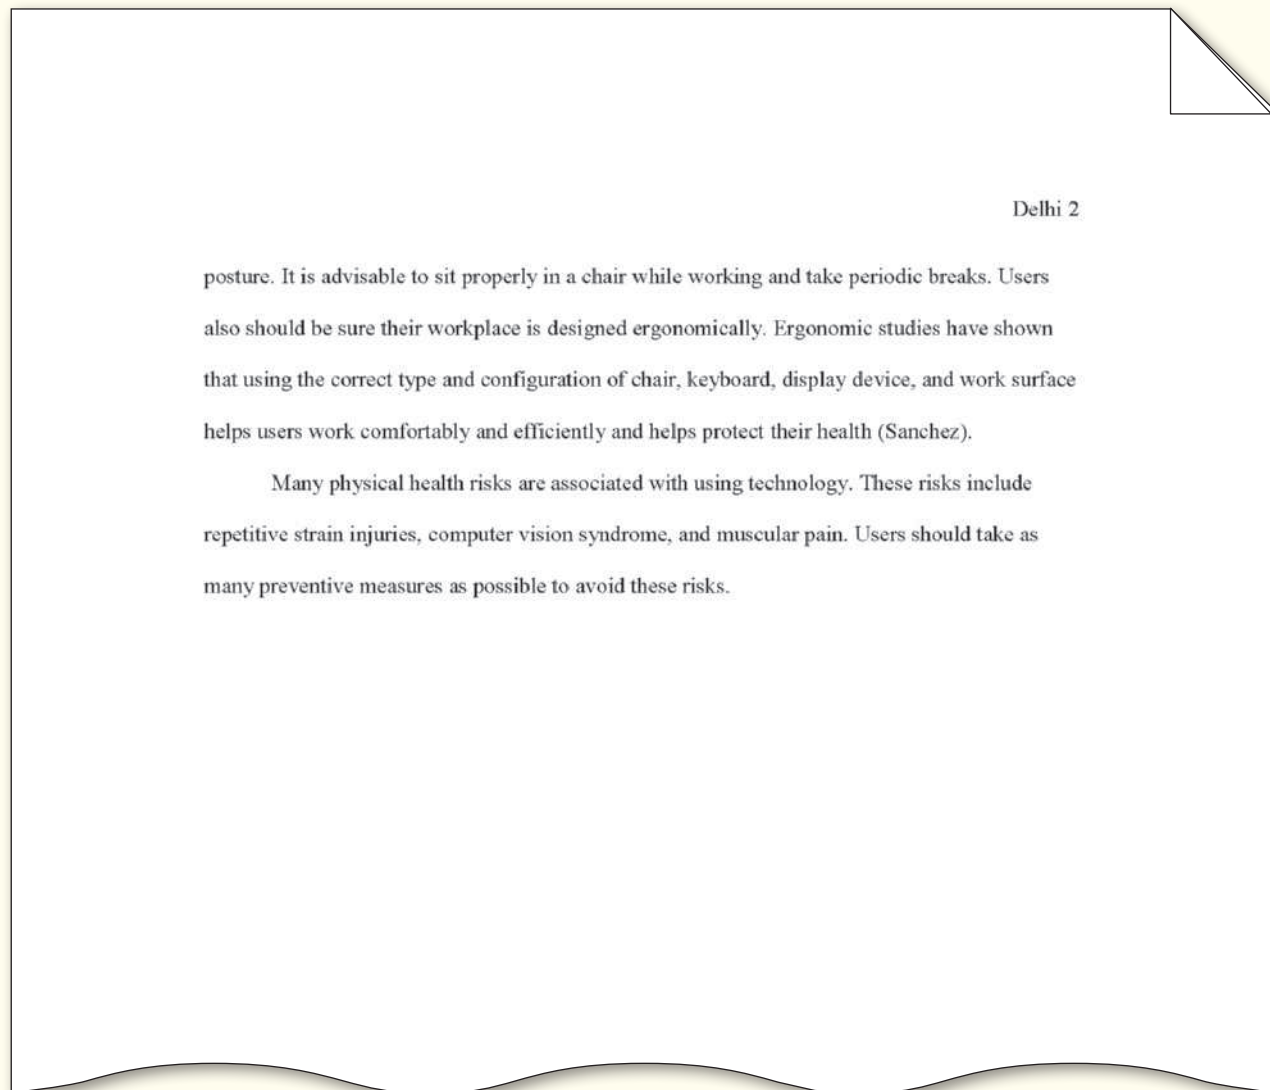 Delhi 2
posture. It is advisable to sit properly in a chair while working and take periodic breaks. Users
also should be sure their workplace is designed ergonomically. Ergonomic studies have shown
that using the correct type and configuration of chair, keyboard, display device, and work surface
helps users work comfortably and efficiently and helps protect their health (Sanchez).
Many physical health risks are associated with using technology. These risks include
repetitive strain injuries, computer vision syndrome, and muscular pain. Users should take as
many preventive measures as possible to avoid these risks.